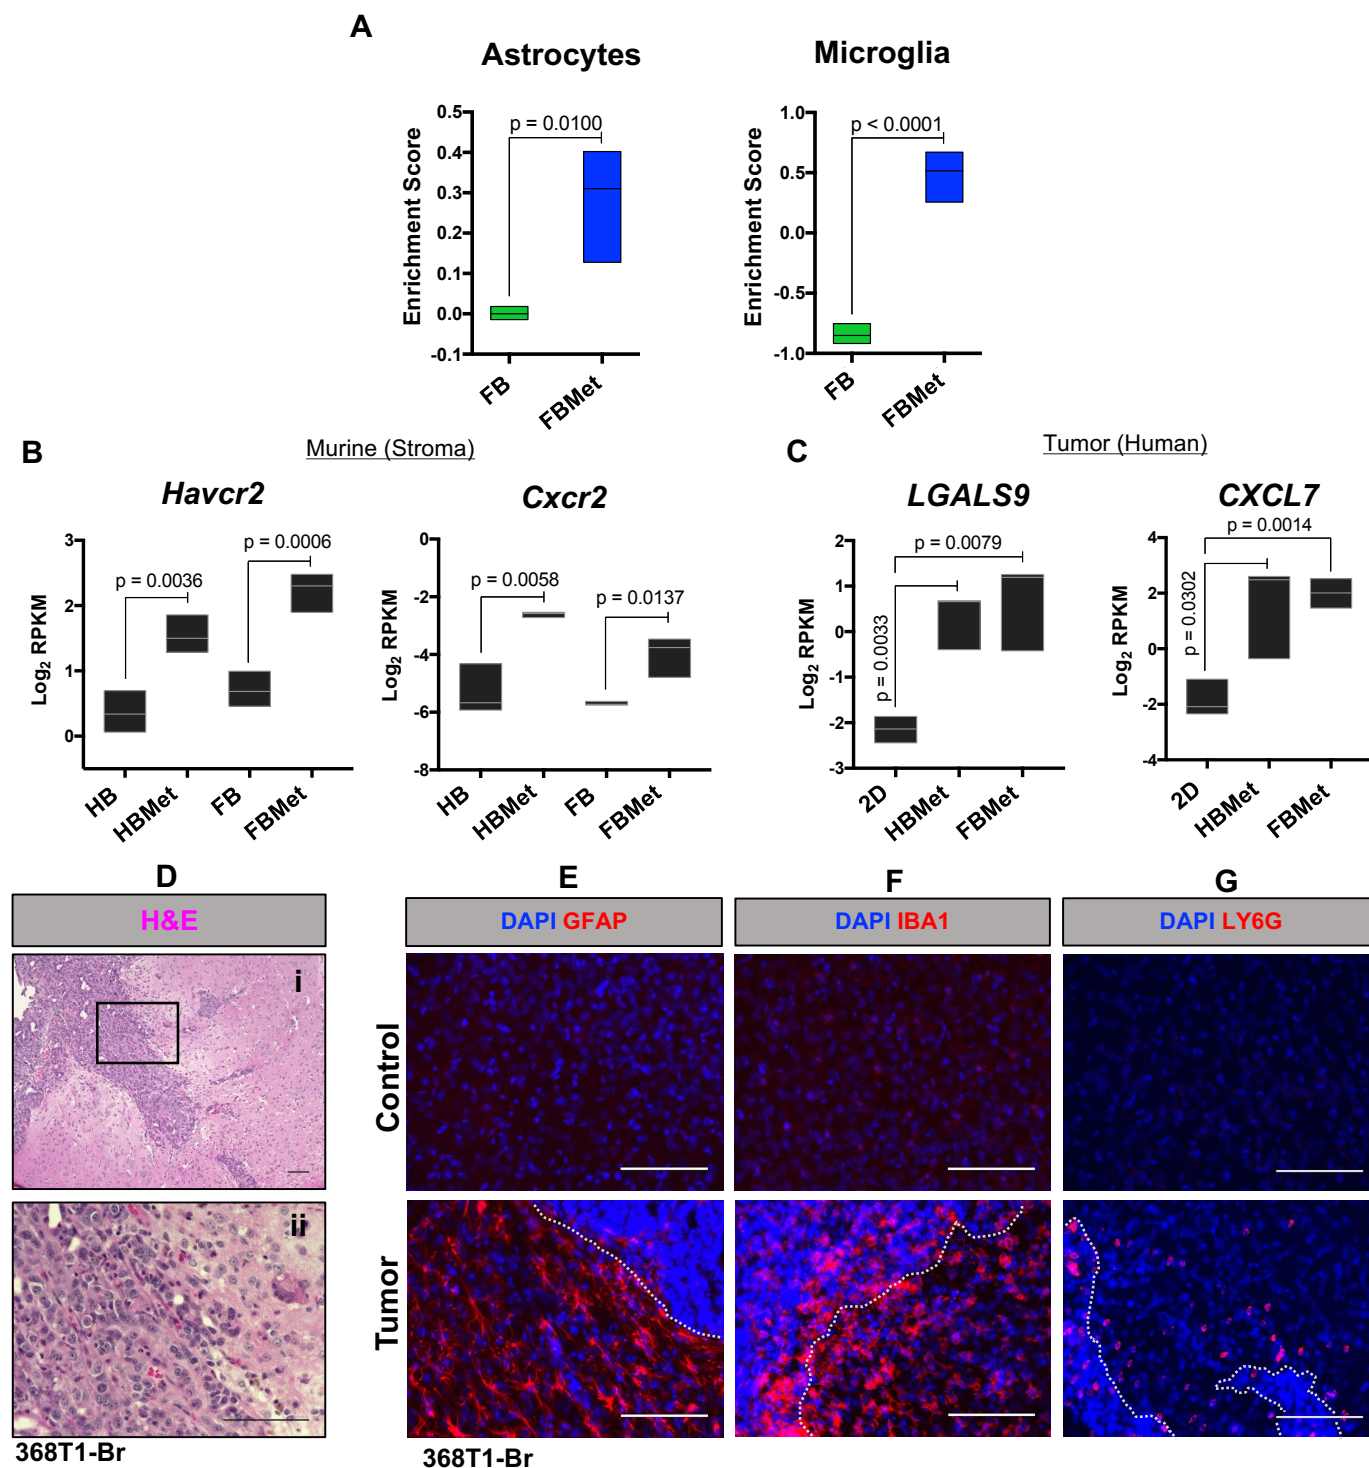 A
Astrocytes
Microglia
Enrichment Score
0.5
0.4
0.3
0.2
0.1
0.0
-0.1
p = 0.0100
FB
FBMet
Enrichment Score
1.0
0.5
0.0
-0.5
-1.0
p < 0.0001
FB
FBMet
B
Murine (Stroma)
Havcr2
Log2 RPKM
3
2
1
0
p = 0.0036
p = 0.0006
HB
HBMet
FB
FBMet
Cxcr2
Log2 RPKM
0
-2
-4
-6
-8
p = 0.0058
p = 0.0137
HB
HBMet
FB
FBMet
C
Tumor (Human)
LGALS9
Log2 RPKM
2
1
0
-1
-2
-3
p = 0.0079
p = 0.0033
2D
HBMet
FBMet
CXCL7
Log2 RPKM
4
2
0
-2
-4
p = 0.0014
p = 0.0302
2D
HBMet
FBMet
D
H&E
i
ii
368T1-Br
E
DAPI GFAP
F
DAPI IBA1
G
DAPI LY6G
Control
Tumor
368T1-Br